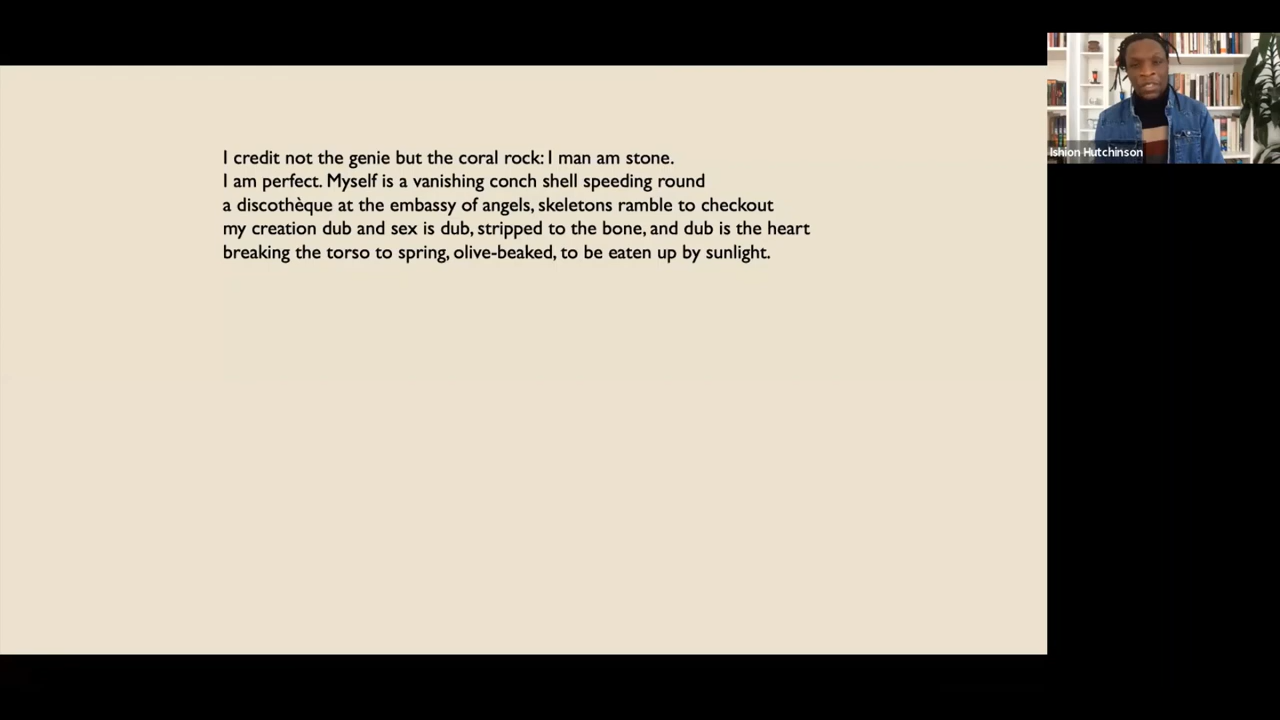 I credit not the genie but the coral rock: I man am stone.
I am perfect. Myself is a vanishing conch shell speeding round
a discothèque at the embassy of angels, skeletons ramble to checkout
my creation dub and sex is dub, stripped to the bone, and dub is the heart
breaking the torso to spring, olive-beaked, to be eaten up by sunlight.
Ishion Hutchinson